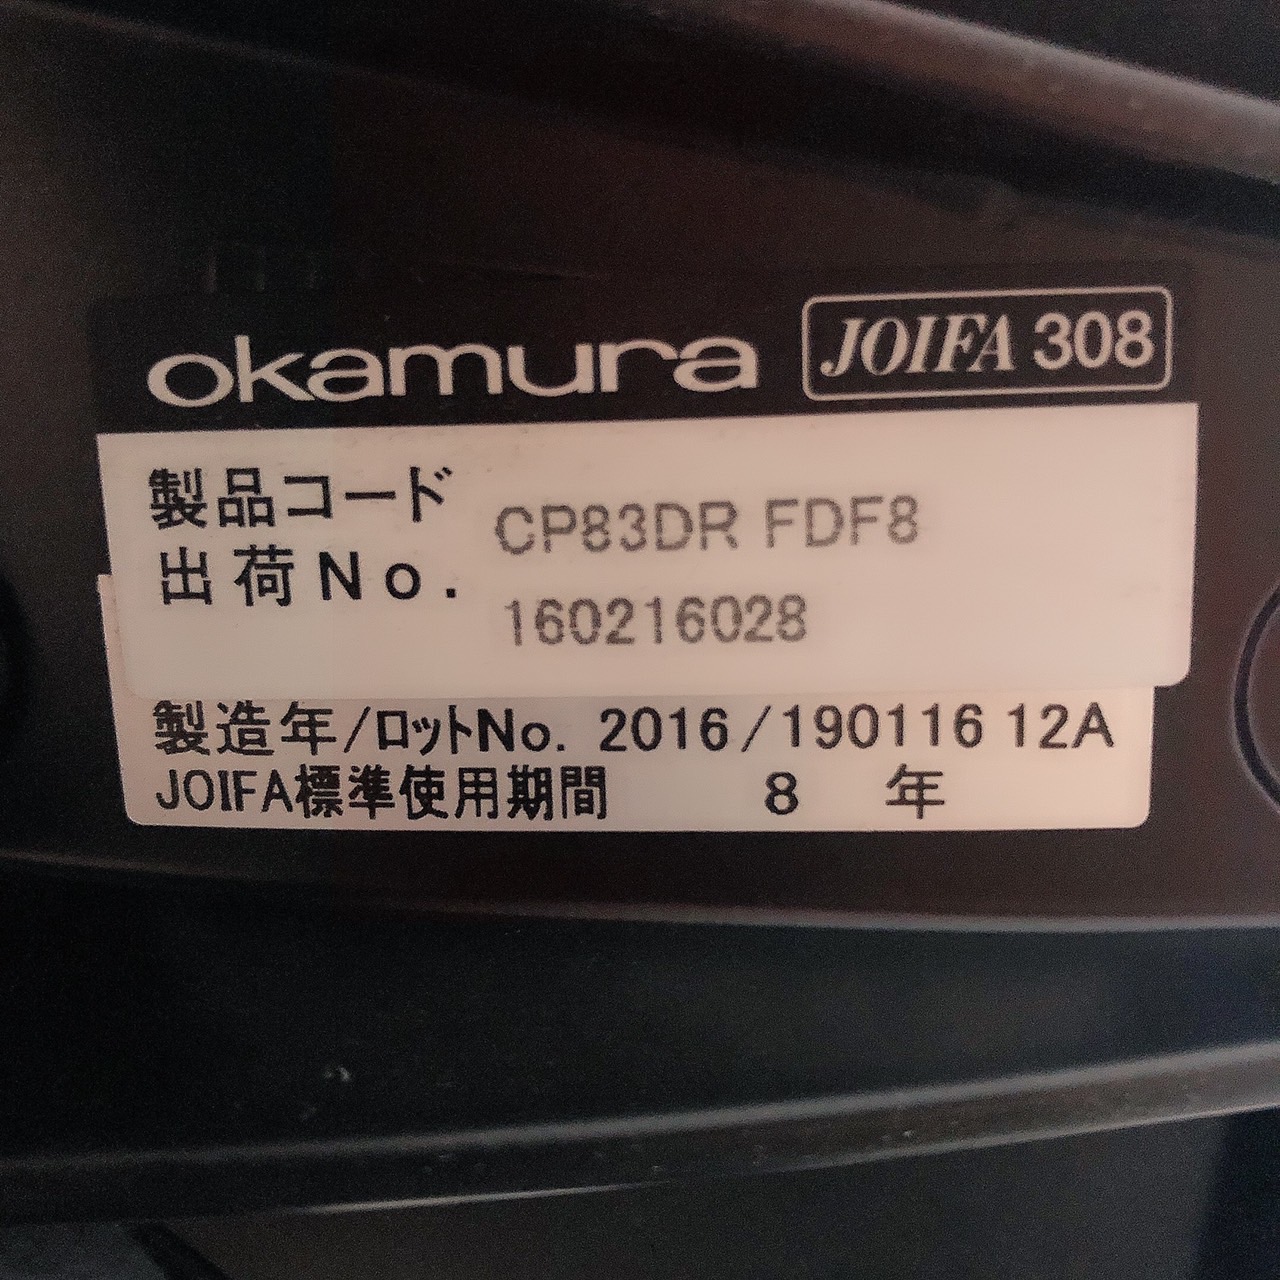 okamura JOIFA 308
製品コード CP83DR FDF8
出荷No. 160216028
製造年/ロットNo. 2016/190116 12A
JOIFA標準使用期間 8 年